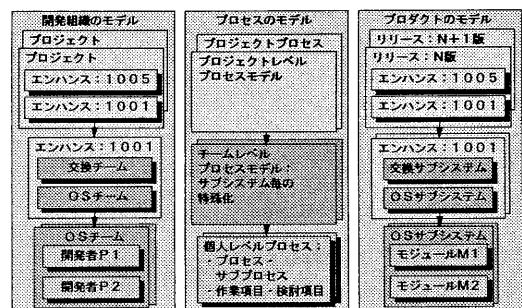 開発組織のモデル
プロジェクト
プロジェクト
エンハンス:1005
エンハンス:1001
エンハンス:1001
交換チーム
OSチーム
OSチーム
開発者P1
開発者P2
プロセスのモデル
プロジェクトプロセス
プロジェクトレベル
プロセスモデル
チームレベル
プロセスモデル:
サブシステム毎の
特殊化
個人レベルプロセス:
・プロセス・
サブプロセス
・作業項目・検討項目
プロダクトのモデル
リリース:N+1版
リリース:N版
エンハンス:1005
エンハンス:1001
エンハンス:1001
交換サブシステム
OSサブシステム
OSサブシステム
モジュールM1
モジュールM2